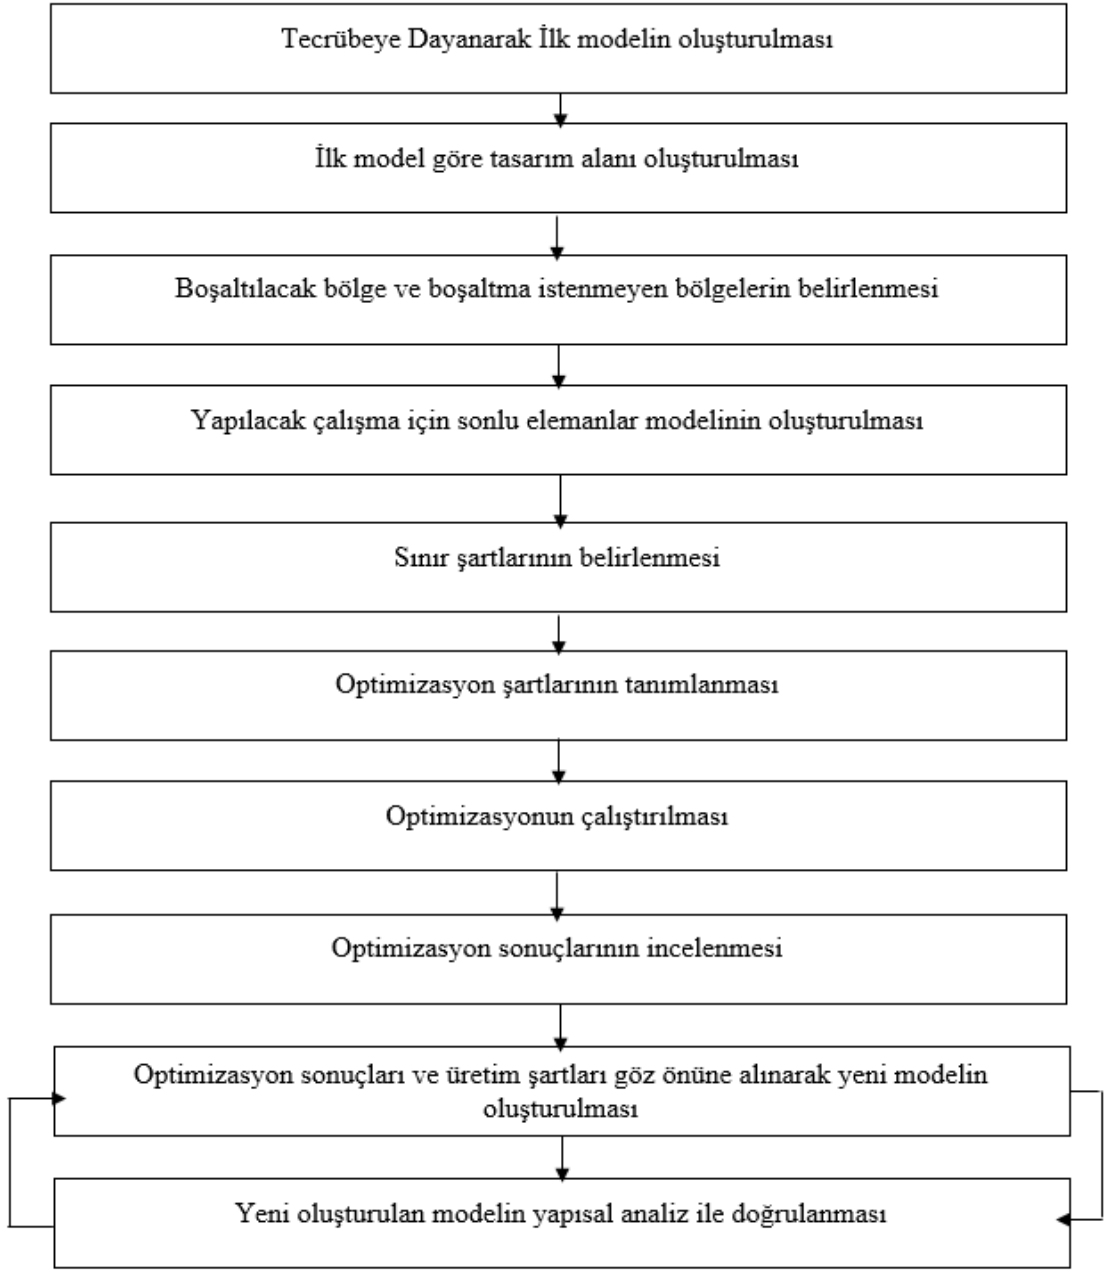 Tecrübeye Dayanarak İlk modelin oluşturulması
İlk model göre tasarım alanı oluşturulması
Boşaltılacak bölge ve boşaltma istenmeyen bölgelerin belirlenmesi
Yapılacak çalışma için sonlu elemanlar modelinin oluşturulması
Sınır şartlarının belirlenmesi
Optimizasyon şartlarının tanımlanması
Optimizasyonun çalıştırılması
Optimizasyon sonuçlarının incelenmesi
Optimizasyon sonuçları ve üretim şartları göz önüne alınarak yeni modelin
oluşturulması
Yeni oluşturulan modelin yapısal analiz ile doğrulanması